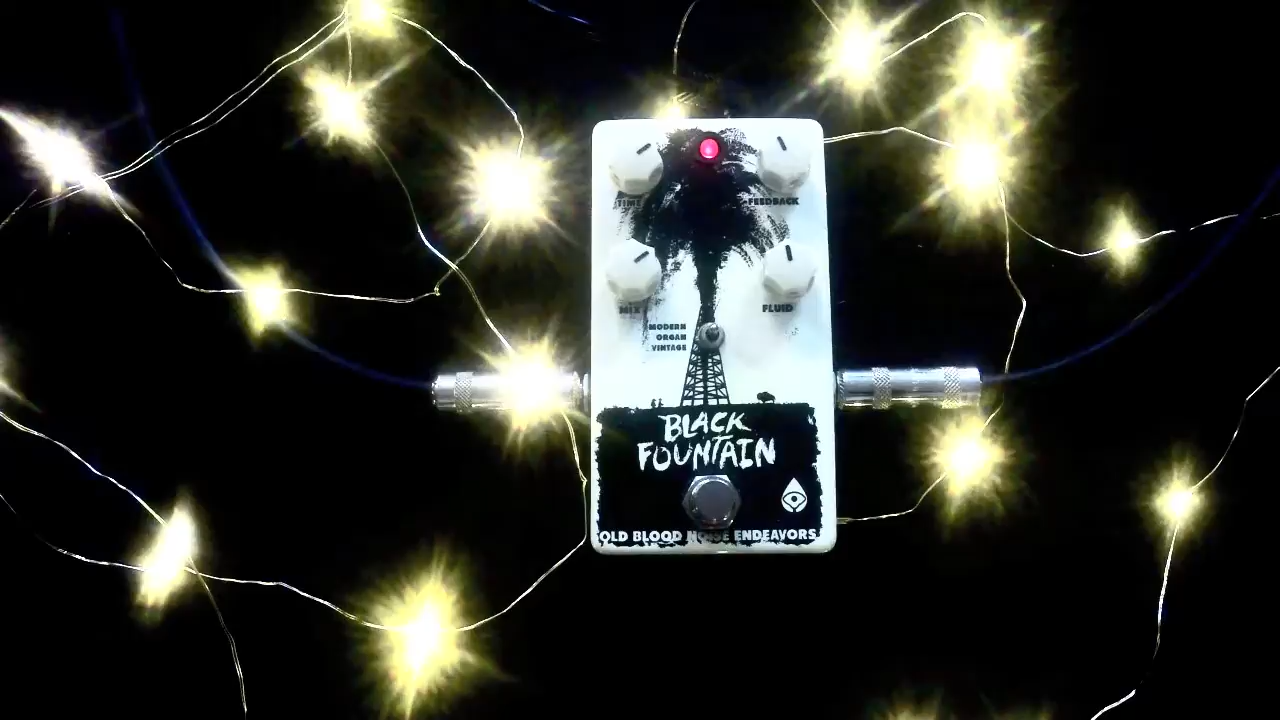 TIME
FEEDBACK
MIX
FLUID
MODERN
ORGAN
VINTAGE
BLACK
FOUNTAIN
OLD BLOOD NOISE ENDEAVORS